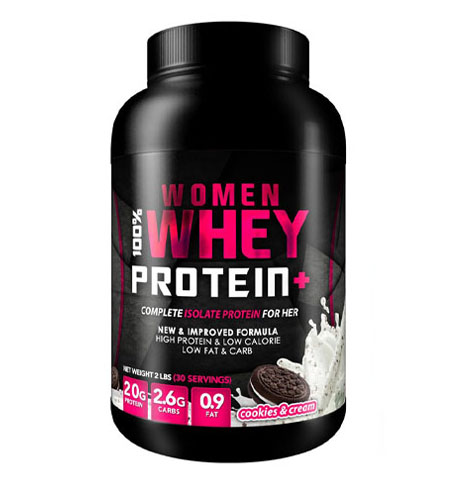 WOMEN
100% WHEY
PROTEIN+
COMPLETE ISOLATE PROTEIN FOR HER
NEW & IMPROVED FORMULA
HIGH PROTEIN & LOW CALORIE
LOW FAT & CARB
NET WEIGHT 2 LBS (30 SERVINGS)
20G PROTEIN
2.6G CARBS
0.9 FAT
cookies & cream